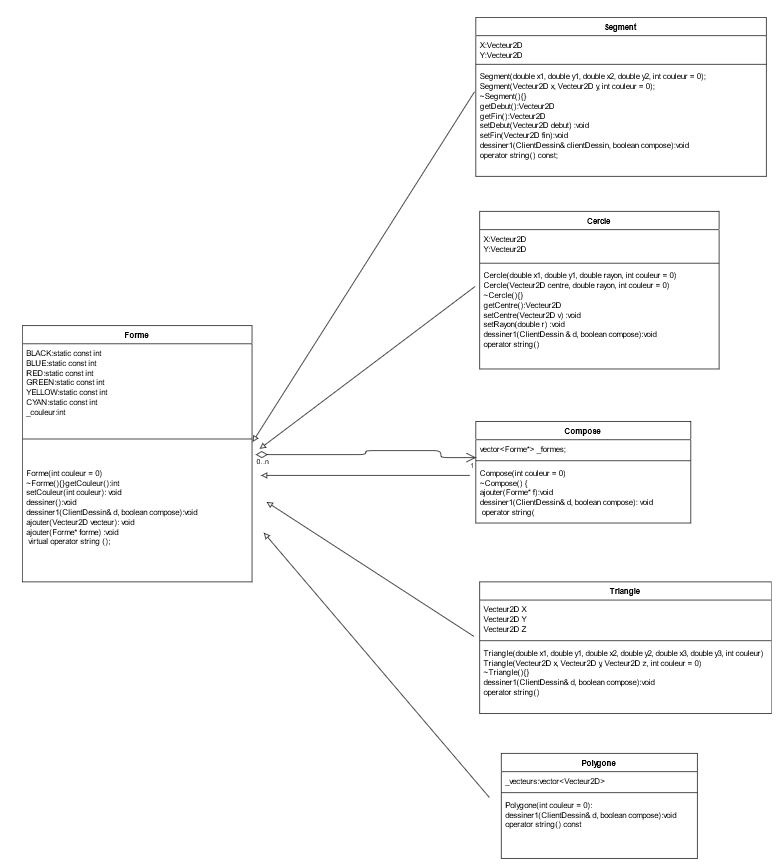 Segment
X:Vecteur2D
Y:Vecteur2D
Segment(double x1, double y1, double x2, double y2, int couleur = 0);
Segment(Vecteur2D x, Vecteur2D y, int couleur = 0);
~Segment(){}
getDebut():Vecteur2D
getFin():Vecteur2D
setDebut(Vecteur2D debut) :void
setFin(Vecteur2D fin):void
dessiner1(ClientDessin& clientDessin, boolean compose):void
operator string() const;
Cercle
X:Vecteur2D
Y:Vecteur2D
Cercle(double x1, double y1, double rayon, int couleur = 0)
Cercle(Vecteur2D centre, double rayon, int couleur = 0)
~Cercle(){}
getCentre():Vecteur2D
setCentre(Vecteur2D v) :void
setRayon(double r) :void
dessiner1(ClientDessin & d, boolean compose):void
operator string()
Forme
BLACK:static const int
BLUE:static const int
RED:static const int
GREEN:static const int
YELLOW:static const int
CYAN:static const int
_couleur:int
Forme(int couleur = 0)
~Forme(){}getCouleur():int
setCouleur(int couleur): void
dessiner():void
dessiner1(ClientDessin& d, boolean compose):void
ajouter(Vecteur2D vecteur): void
ajouter(Forme* forme) :void
virtual operator string ();
0..n
1
Compose
vector<Forme*> _formes;
Compose(int couleur = 0)
~Compose() {
ajouter(Forme* f):void
dessiner1(ClientDessin& d, boolean compose): void
operator string(
Triangle
Vecteur2D X
Vecteur2D Y
Vecteur2D Z
Triangle(double x1, double y1, double x2, double y2, double x3, double y3, int couleur)
Triangle(Vecteur2D x, Vecteur2D y, Vecteur2D z, int couleur = 0)
~Triangle(){}
dessiner1(ClientDessin& d, boolean compose):void
operator string()
Polygone
_vecteurs:vector<Vecteur2D>
Polygone(int couleur = 0):
dessiner1(ClientDessin& d, boolean compose):void
operator string() const